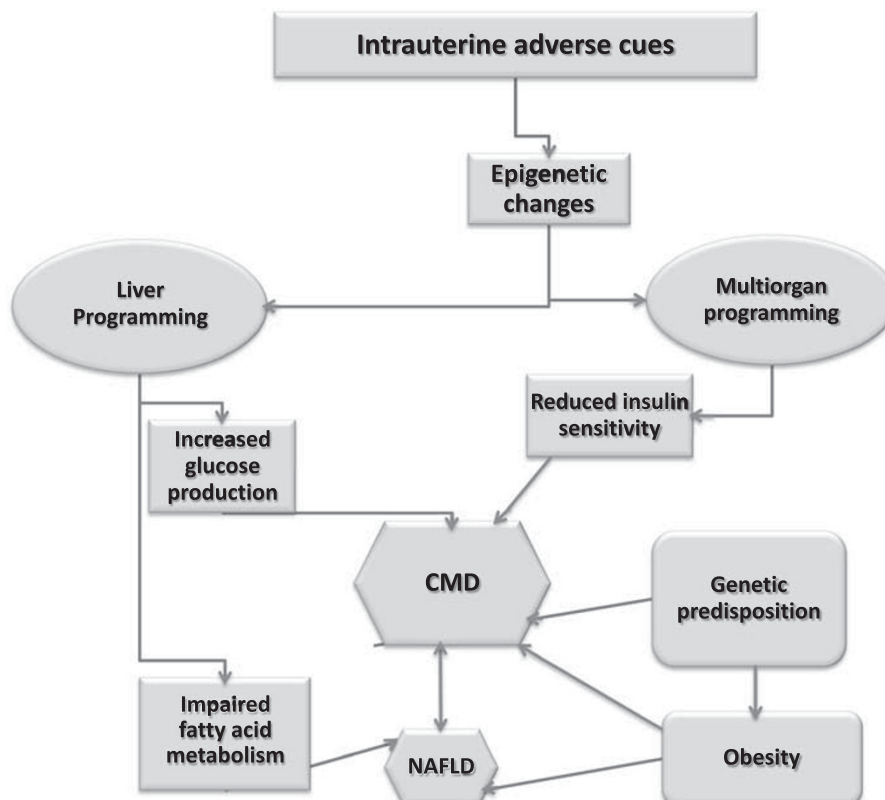 Intrauterine adverse cues
Epigenetic
changes
Liver
Programming
Multiorgan
programming
Reduced insulin
sensitivity
Increased
glucose
production
CMD
Genetic
predisposition
Impaired
fatty acid
metabolism
NAFLD
Obesity